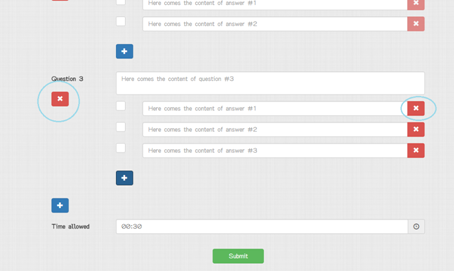 Here comes the content of answer #1
Here comes the content of answer #2
Question 3
Here comes the content of question #3
Here comes the content of answer #1
Here comes the content of answer #2
Here comes the content of answer #3
Time allowed
00:30
Submit